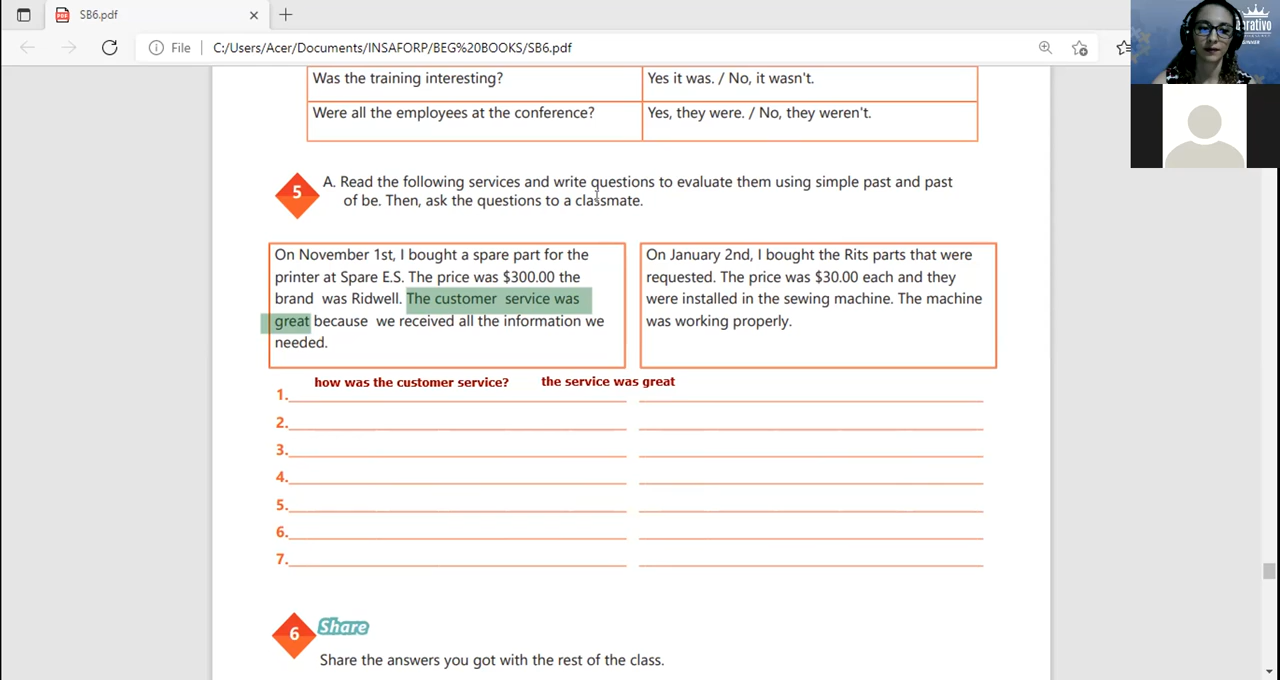 SB6.pdf
File
C:/Users/Acer/Documents/INSAFORP/BEG%20BOOKS/SB6.pdf
Was the training interesting?
Yes it was. / No, it wasn't.
Were all the employees at the conference?
Yes, they were. / No, they weren't.
5
A. Read the following services and write questions to evaluate them using simple past and past
of be. Then, ask the questions to a classmate.
On November 1st, I bought a spare part for the
printer at Spare E.S. The price was $300.00 the
brand was Ridwell. The customer service was
great because we received all the information we
needed.
On January 2nd, I bought the Rits parts that were
requested. The price was $30.00 each and they
were installed in the sewing machine. The machine
was working properly.
how was the customer service? the service was great
1.
2.
3.
4.
5.
6.
7.
6
Share
Share the answers you got with the rest of the class.